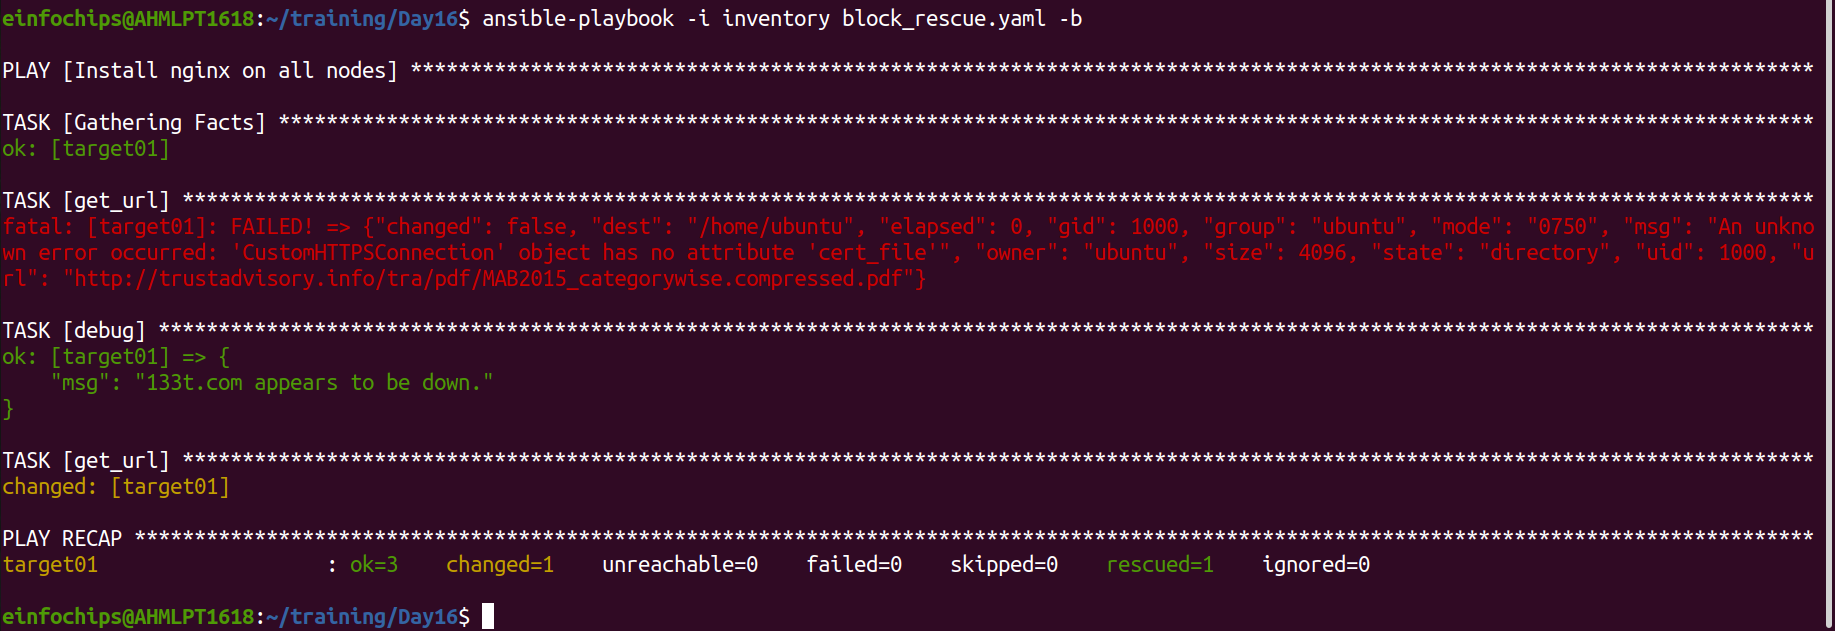 einfochips@AHMLPT1618:~/training/Day16$ ansible-playbook -i inventory block_rescue.yaml -b
PLAY [Install nginx on all nodes] *********************************************************************************************************************
TASK [Gathering Facts] ********************************************************************************************************************************
ok: [target01]
TASK [get_url] ****************************************************************************************************************************************
fatal: [target01]: FAILED! => {"changed": false, "dest": "/home/ubuntu", "elapsed": 0, "gid": 1000, "group": "ubuntu", "mode": "0750", "msg": "An unkno
wn error occurred: 'CustomHTTPSConnection' object has no attribute 'cert_file'", "owner": "ubuntu", "size": 4096, "state": "directory", "uid": 1000, "u
rl": "http://trustadvisory.info/tra/pdf/MAB2015_categorywise.compressed.pdf"}
TASK [debug] ******************************************************************************************************************************************
ok: [target01] => {
    "msg": "133t.com appears to be down."
}
TASK [get_url] ****************************************************************************************************************************************
changed: [target01]
PLAY RECAP ********************************************************************************************************************************************
target01                   : ok=3    changed=1    unreachable=0    failed=0    skipped=0    rescued=1    ignored=0
einfochips@AHMLPT1618:~/training/Day16$